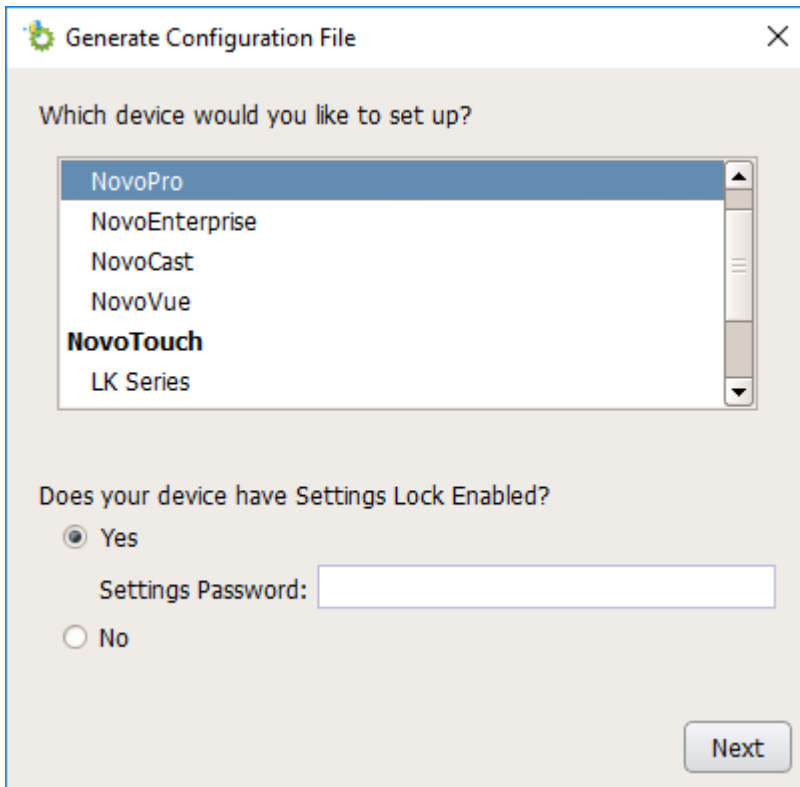 Generate Configuration File
Which device would you like to set up?
NovoPro
NovoEnterprise
NovoCast
NovoVue
NovoTouch
LK Series
Does your device have Settings Lock Enabled?
Yes
Settings Password:
No
Next